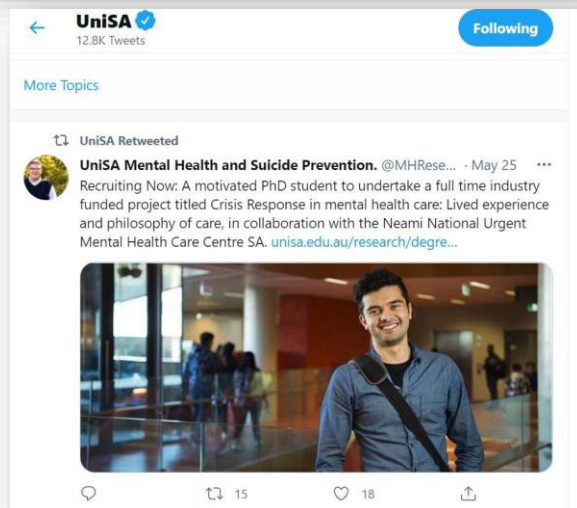 UniSA
12.8K Tweets
Following
More Topics
UniSA Retweeted
UniSA Mental Health and Suicide Prevention. @MHRese... · May 25 ...
Recruiting Now: A motivated PhD student to undertake a full time industry
funded project titled Crisis Response in mental health care: Lived experience
and philosophy of care, in collaboration with the Neami National Urgent
Mental Health Care Centre SA. unisa.edu.au/research/degre...
15
18